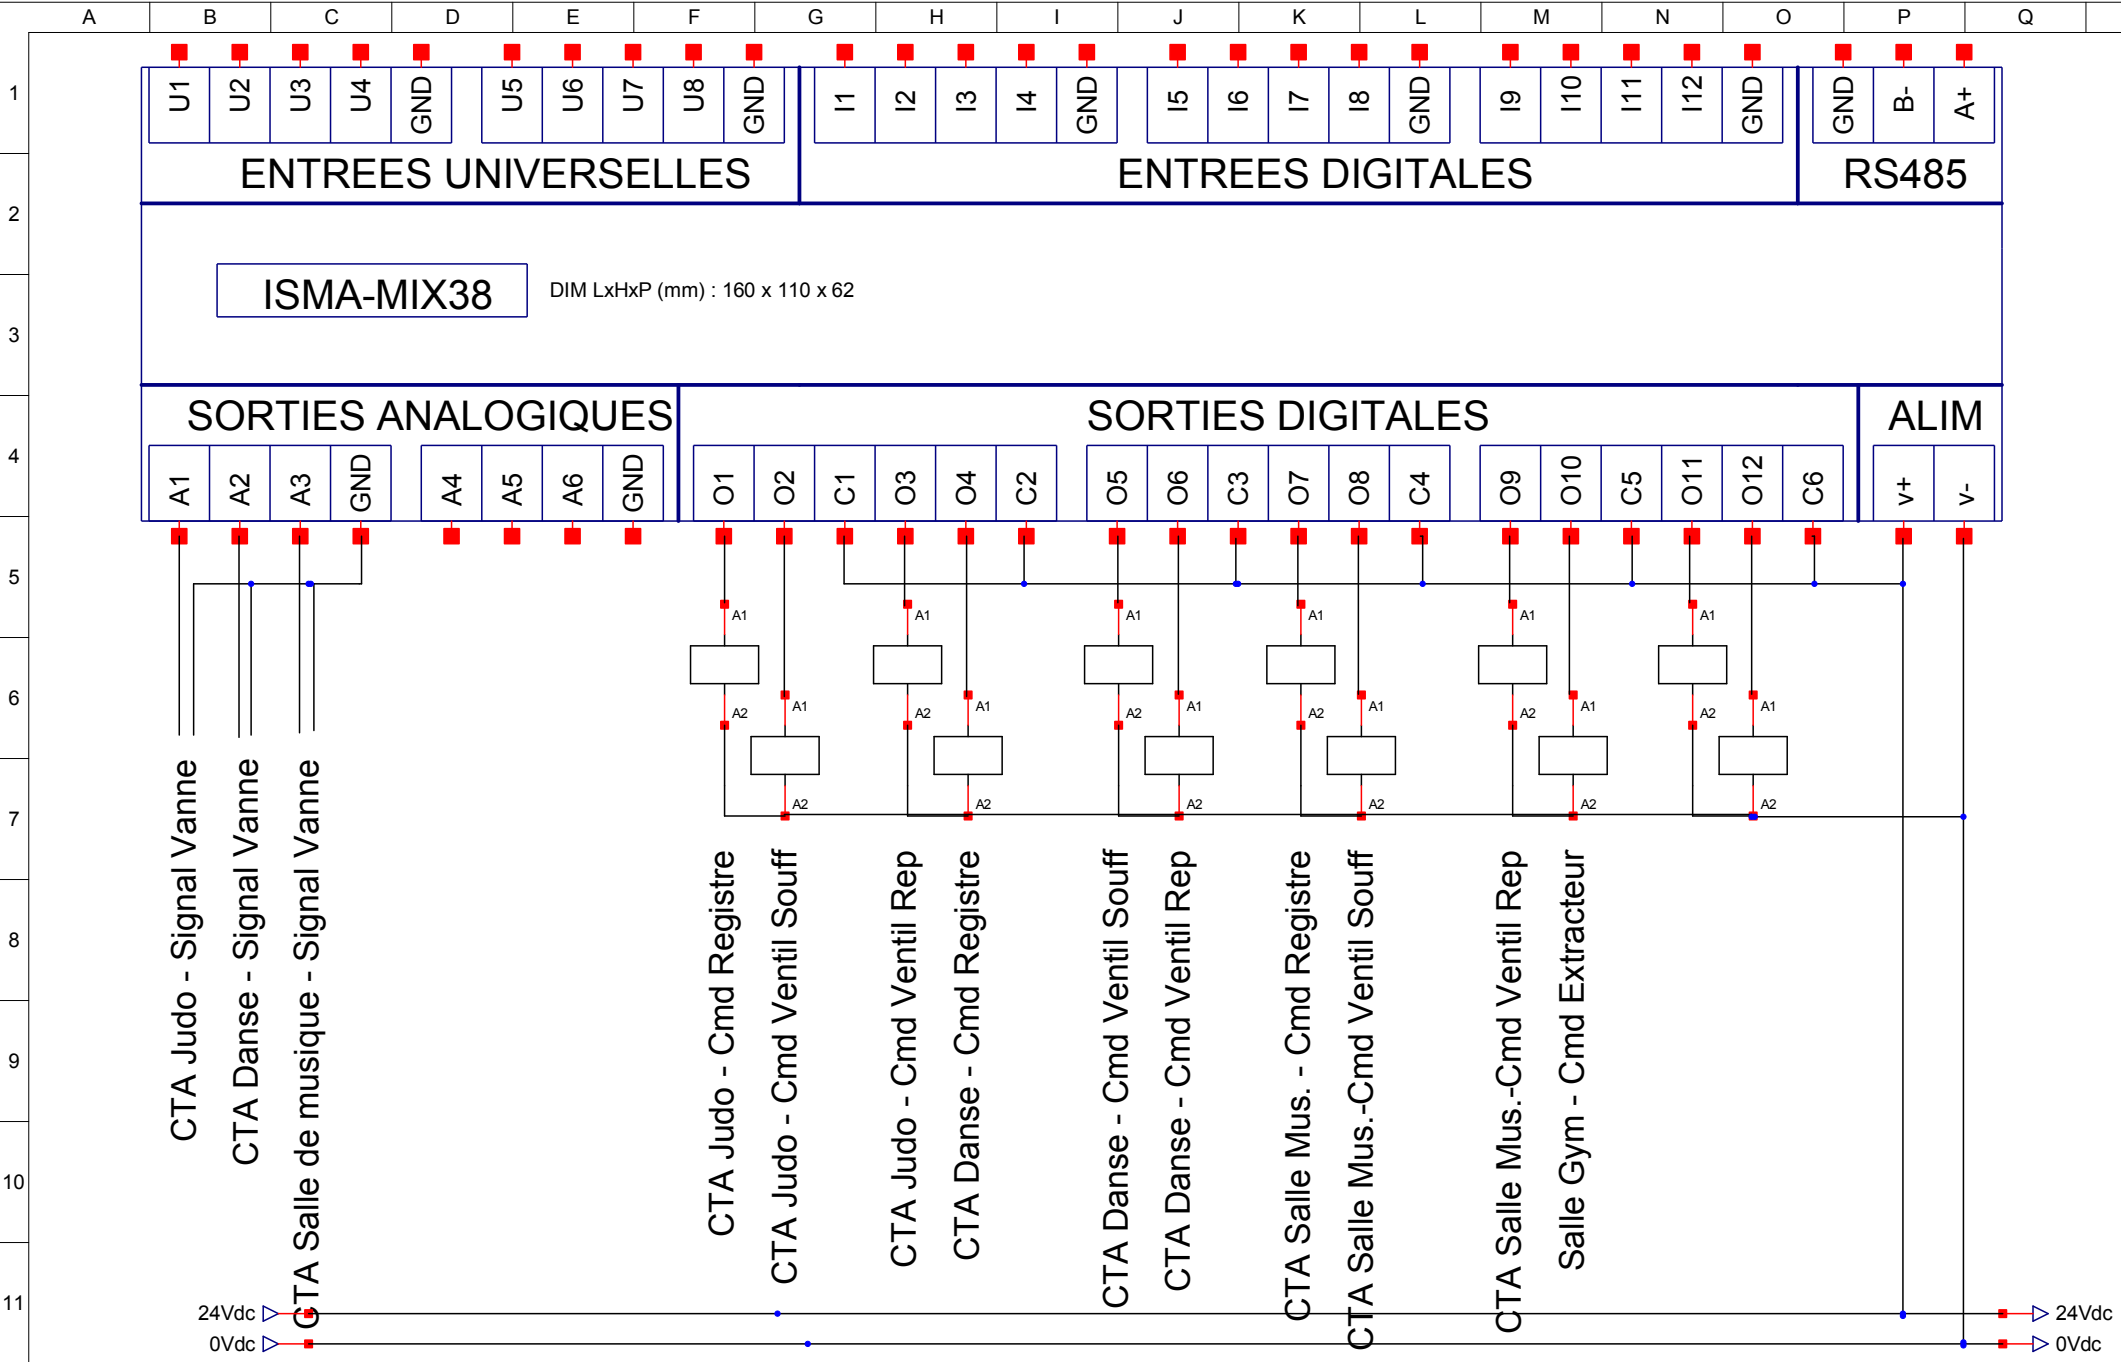 A B C D E F G H I J K L M N O P Q
1
U1 U2 U3 U4 GND U5 U6 U7 U8 GND I1 I2 I3 I4 GND I5 I6 I7 I8 GND I9 I10 I11 I12 GND GND B- A+
ENTREES UNIVERSELLES ENTREES DIGITALES RS485
2
ISMA-MIX38 DIM LxHxP (mm) : 160 x 110 x 62
3
SORTIES ANALOGIQUES SORTIES DIGITALES ALIM
4
A1 A2 A3 GND A4 A5 A6 GND O1 O2 C1 O3 O4 C2 O5 O6 C3 O7 O8 C4 O9 O10 C5 O11 O12 C6 v+ v-
5
A1 A1 A1 A1 A1 A1
6
A2 A1 A2 A1 A2 A1 A2 A1 A2 A1 A2 A1
A2 A2 A2 A2 A2 A2
7
CTA Judo - Signal Vanne
CTA Danse - Signal Vanne
CTA Salle de musique - Signal Vanne
CTA Judo - Cmd Registre
CTA Judo - Cmd Ventil Souff
CTA Judo - Cmd Ventil Rep
CTA Danse - Cmd Registre
CTA Danse - Cmd Ventil Souff
CTA Danse - Cmd Ventil Rep
CTA Salle Mus. - Cmd Registre
CTA Salle Mus.-Cmd Ventil Souff
CTA Salle Mus.-Cmd Ventil Rep
Salle Gym - Cmd Extracteur
8
9
10
11
24Vdc 24Vdc
0Vdc 0Vdc